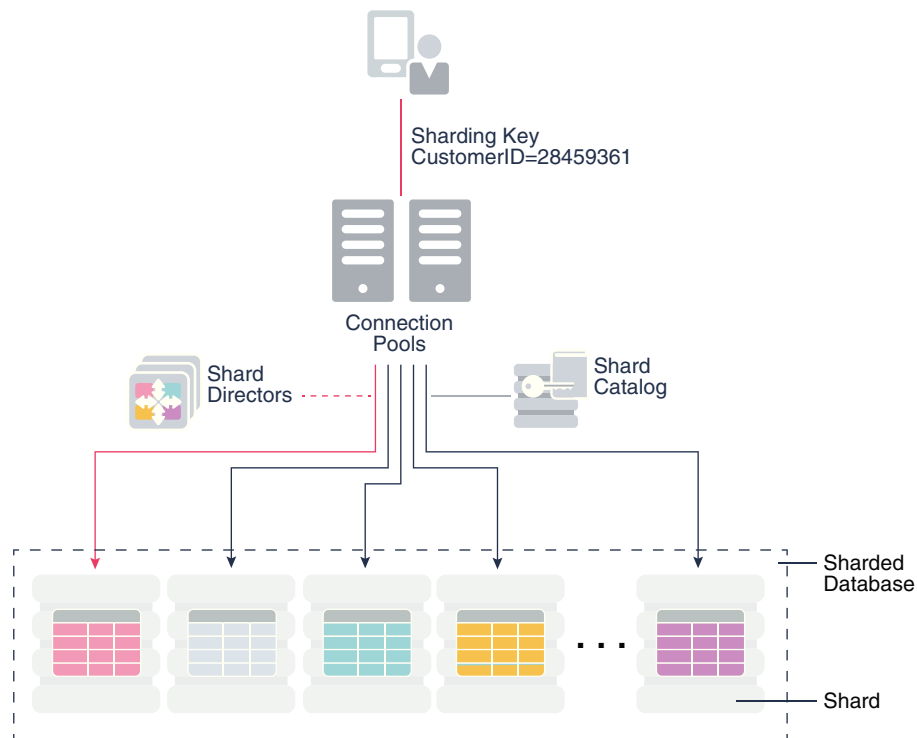 Sharding Key
CustomerID=28459361
Connection
Pools
Shard
Directors
Shard
Catalog
Sharded
Database
. . .
Shard